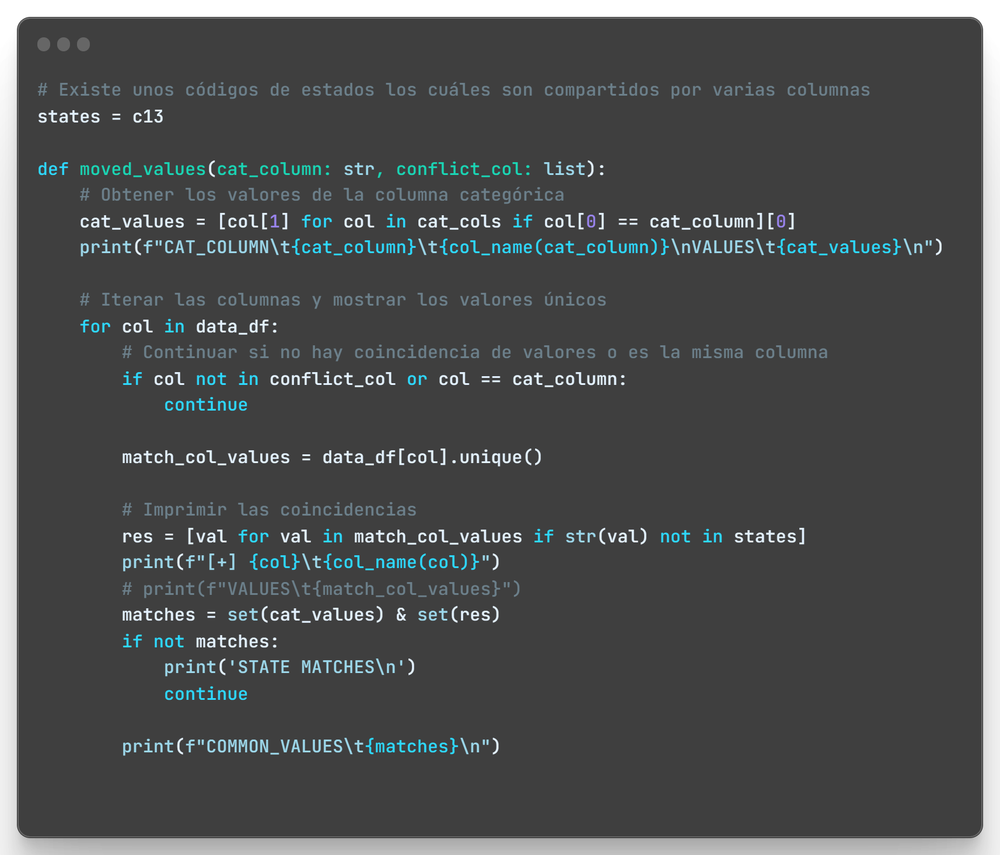 # Existe unos códigos de estados los cuáles son compartidos por varias columnas
states = c13
def moved_values(cat_column: str, conflict_col: list):
    # Obtener los valores de la columna categórica
    cat_values = [col[1] for col in cat_cols if col[0] == cat_column][0]
    print(f"CAT_COLUMN\t{cat_column}\t{col_name(cat_column)}\nVALUES\t{cat_values}\n")
    # Iterar las columnas y mostrar los valores únicos
    for col in data_df:
        # Continuar si no hay coincidencia de valores o es la misma columna
        if col not in conflict_col or col == cat_column:
            continue
        match_col_values = data_df[col].unique()
        # Imprimir las coincidencias
        res = [val for val in match_col_values if str(val) not in states]
        print(f"[+] {col}\t{col_name(col)}")
        # print(f"VALUES\t{match_col_values}")
        matches = set(cat_values) & set(res)
        if not matches:
            print('STATE MATCHES\n')
            continue
        print(f"COMMON_VALUES\t{matches}\n")